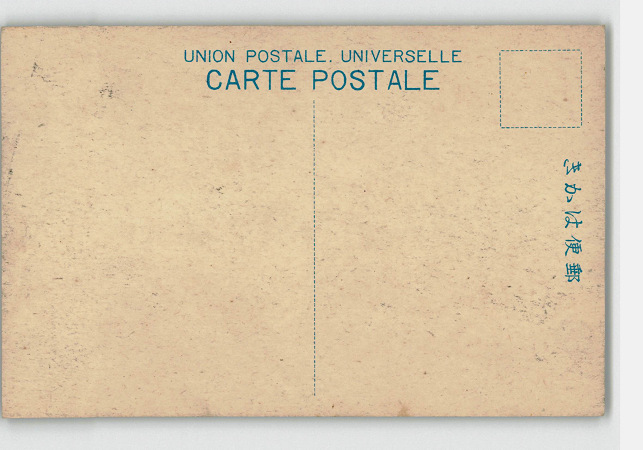 UNION POSTALE. UNIVERSELLE
CARTE POSTALE
きかは便郵